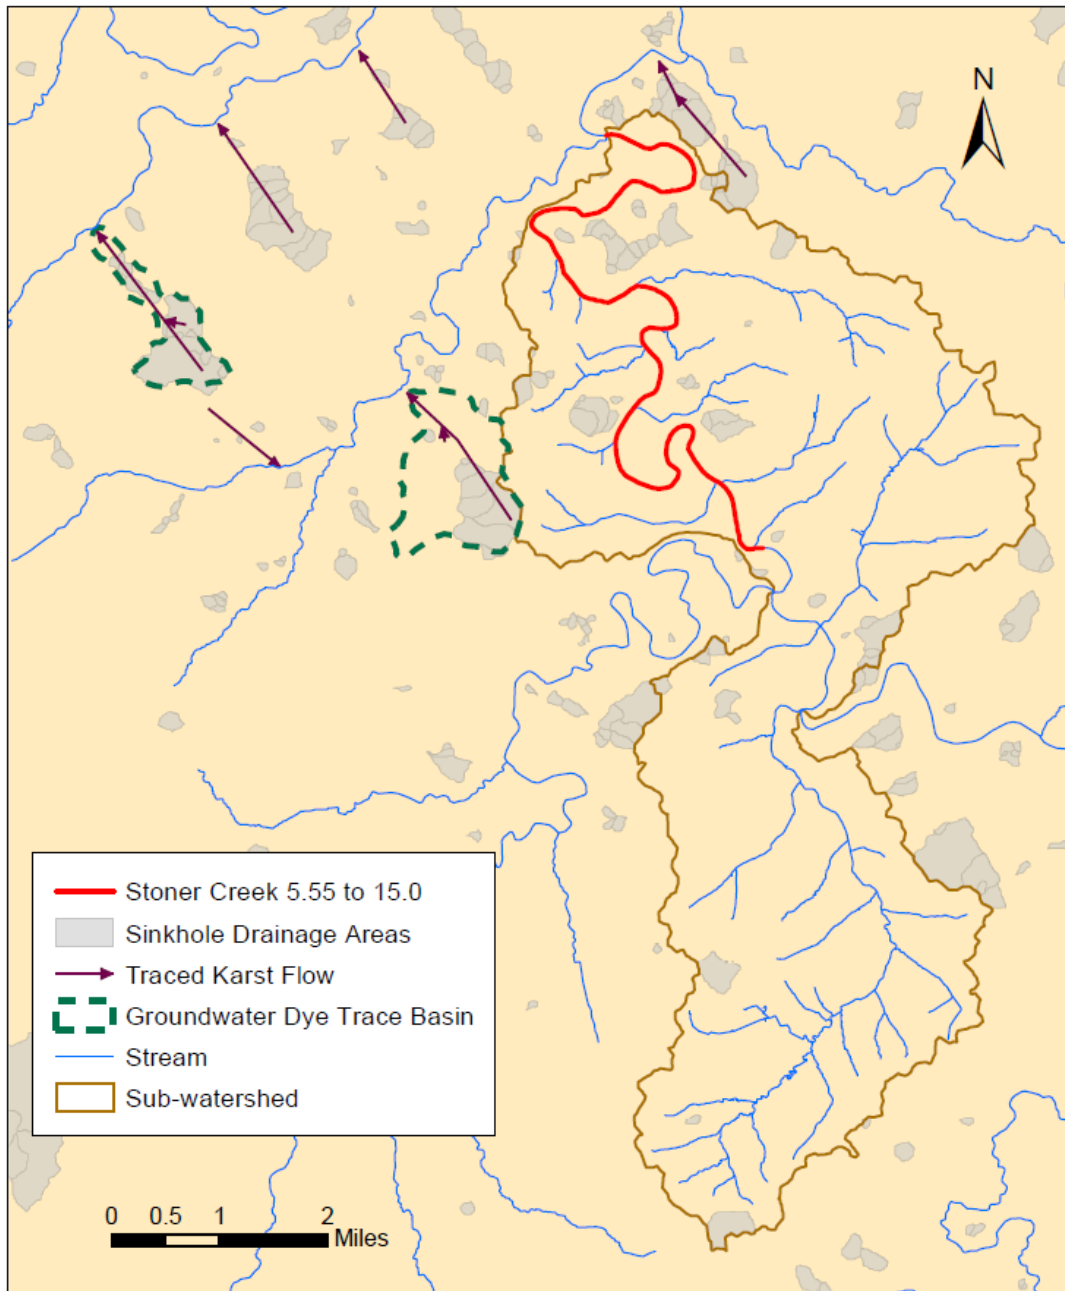 N
Stoner Creek 5.55 to 15.0
Sinkhole Drainage Areas
Traced Karst Flow
Groundwater Dye Trace Basin
Stream
Sub-watershed
0 0.5 1 2
Miles